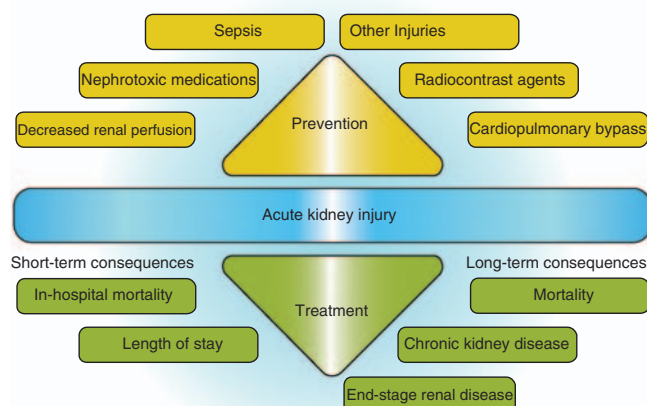 Sepsis
Other Injuries
Nephrotoxic medications
Radiocontrast agents
Decreased renal perfusion
Prevention
Cardiopulmonary bypass
Acute kidney injury
Short-term consequences
Long-term consequences
In-hospital mortality
Treatment
Mortality
Length of stay
Chronic kidney disease
End-stage renal disease